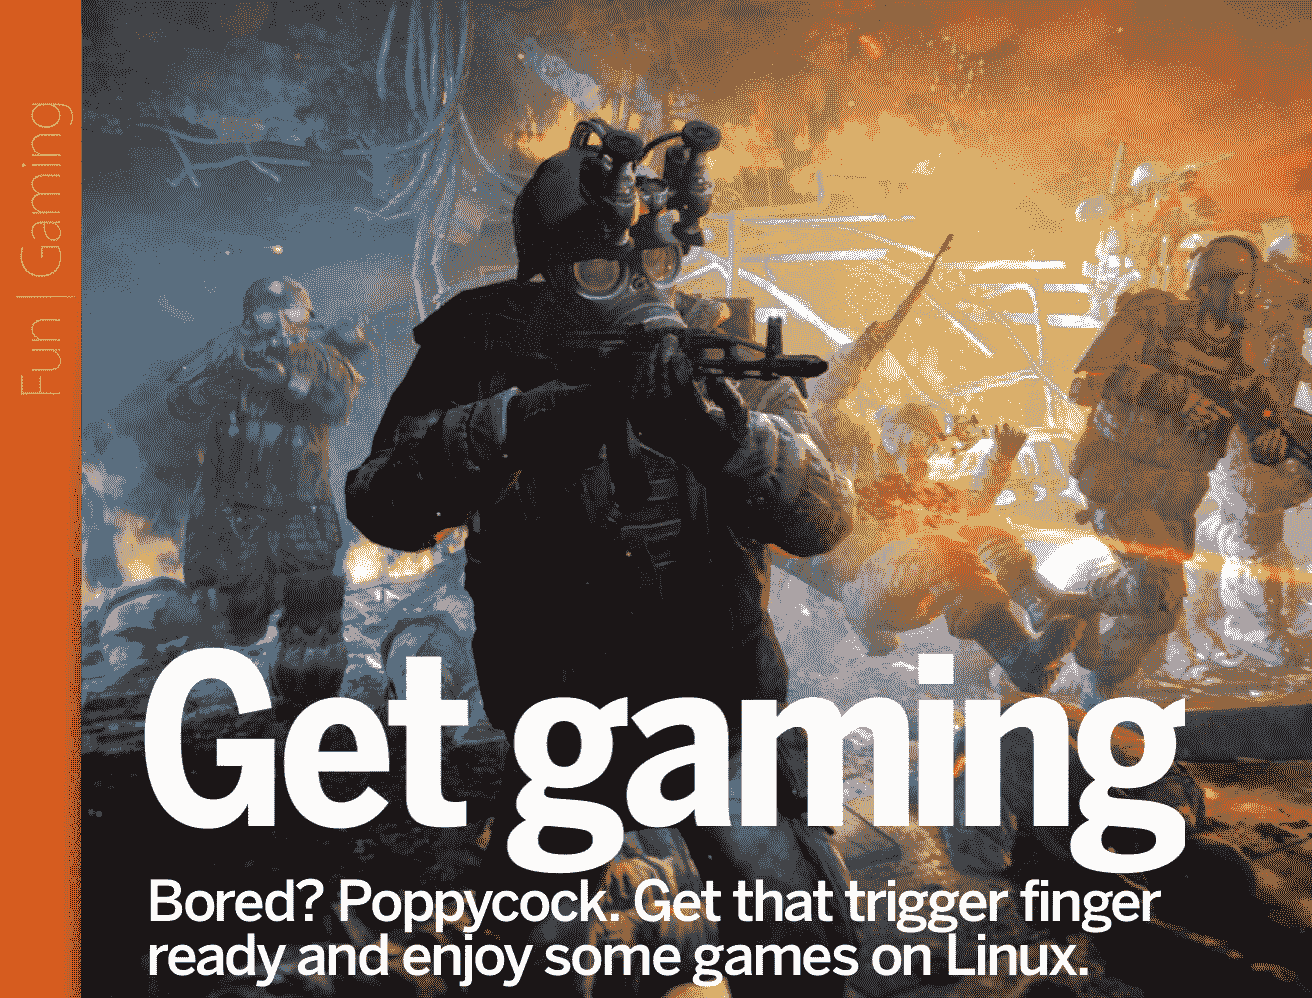 Fun | Gaming
Get gaming
Bored? Poppycock. Get that trigger finger
ready and enjoy some games on Linux.